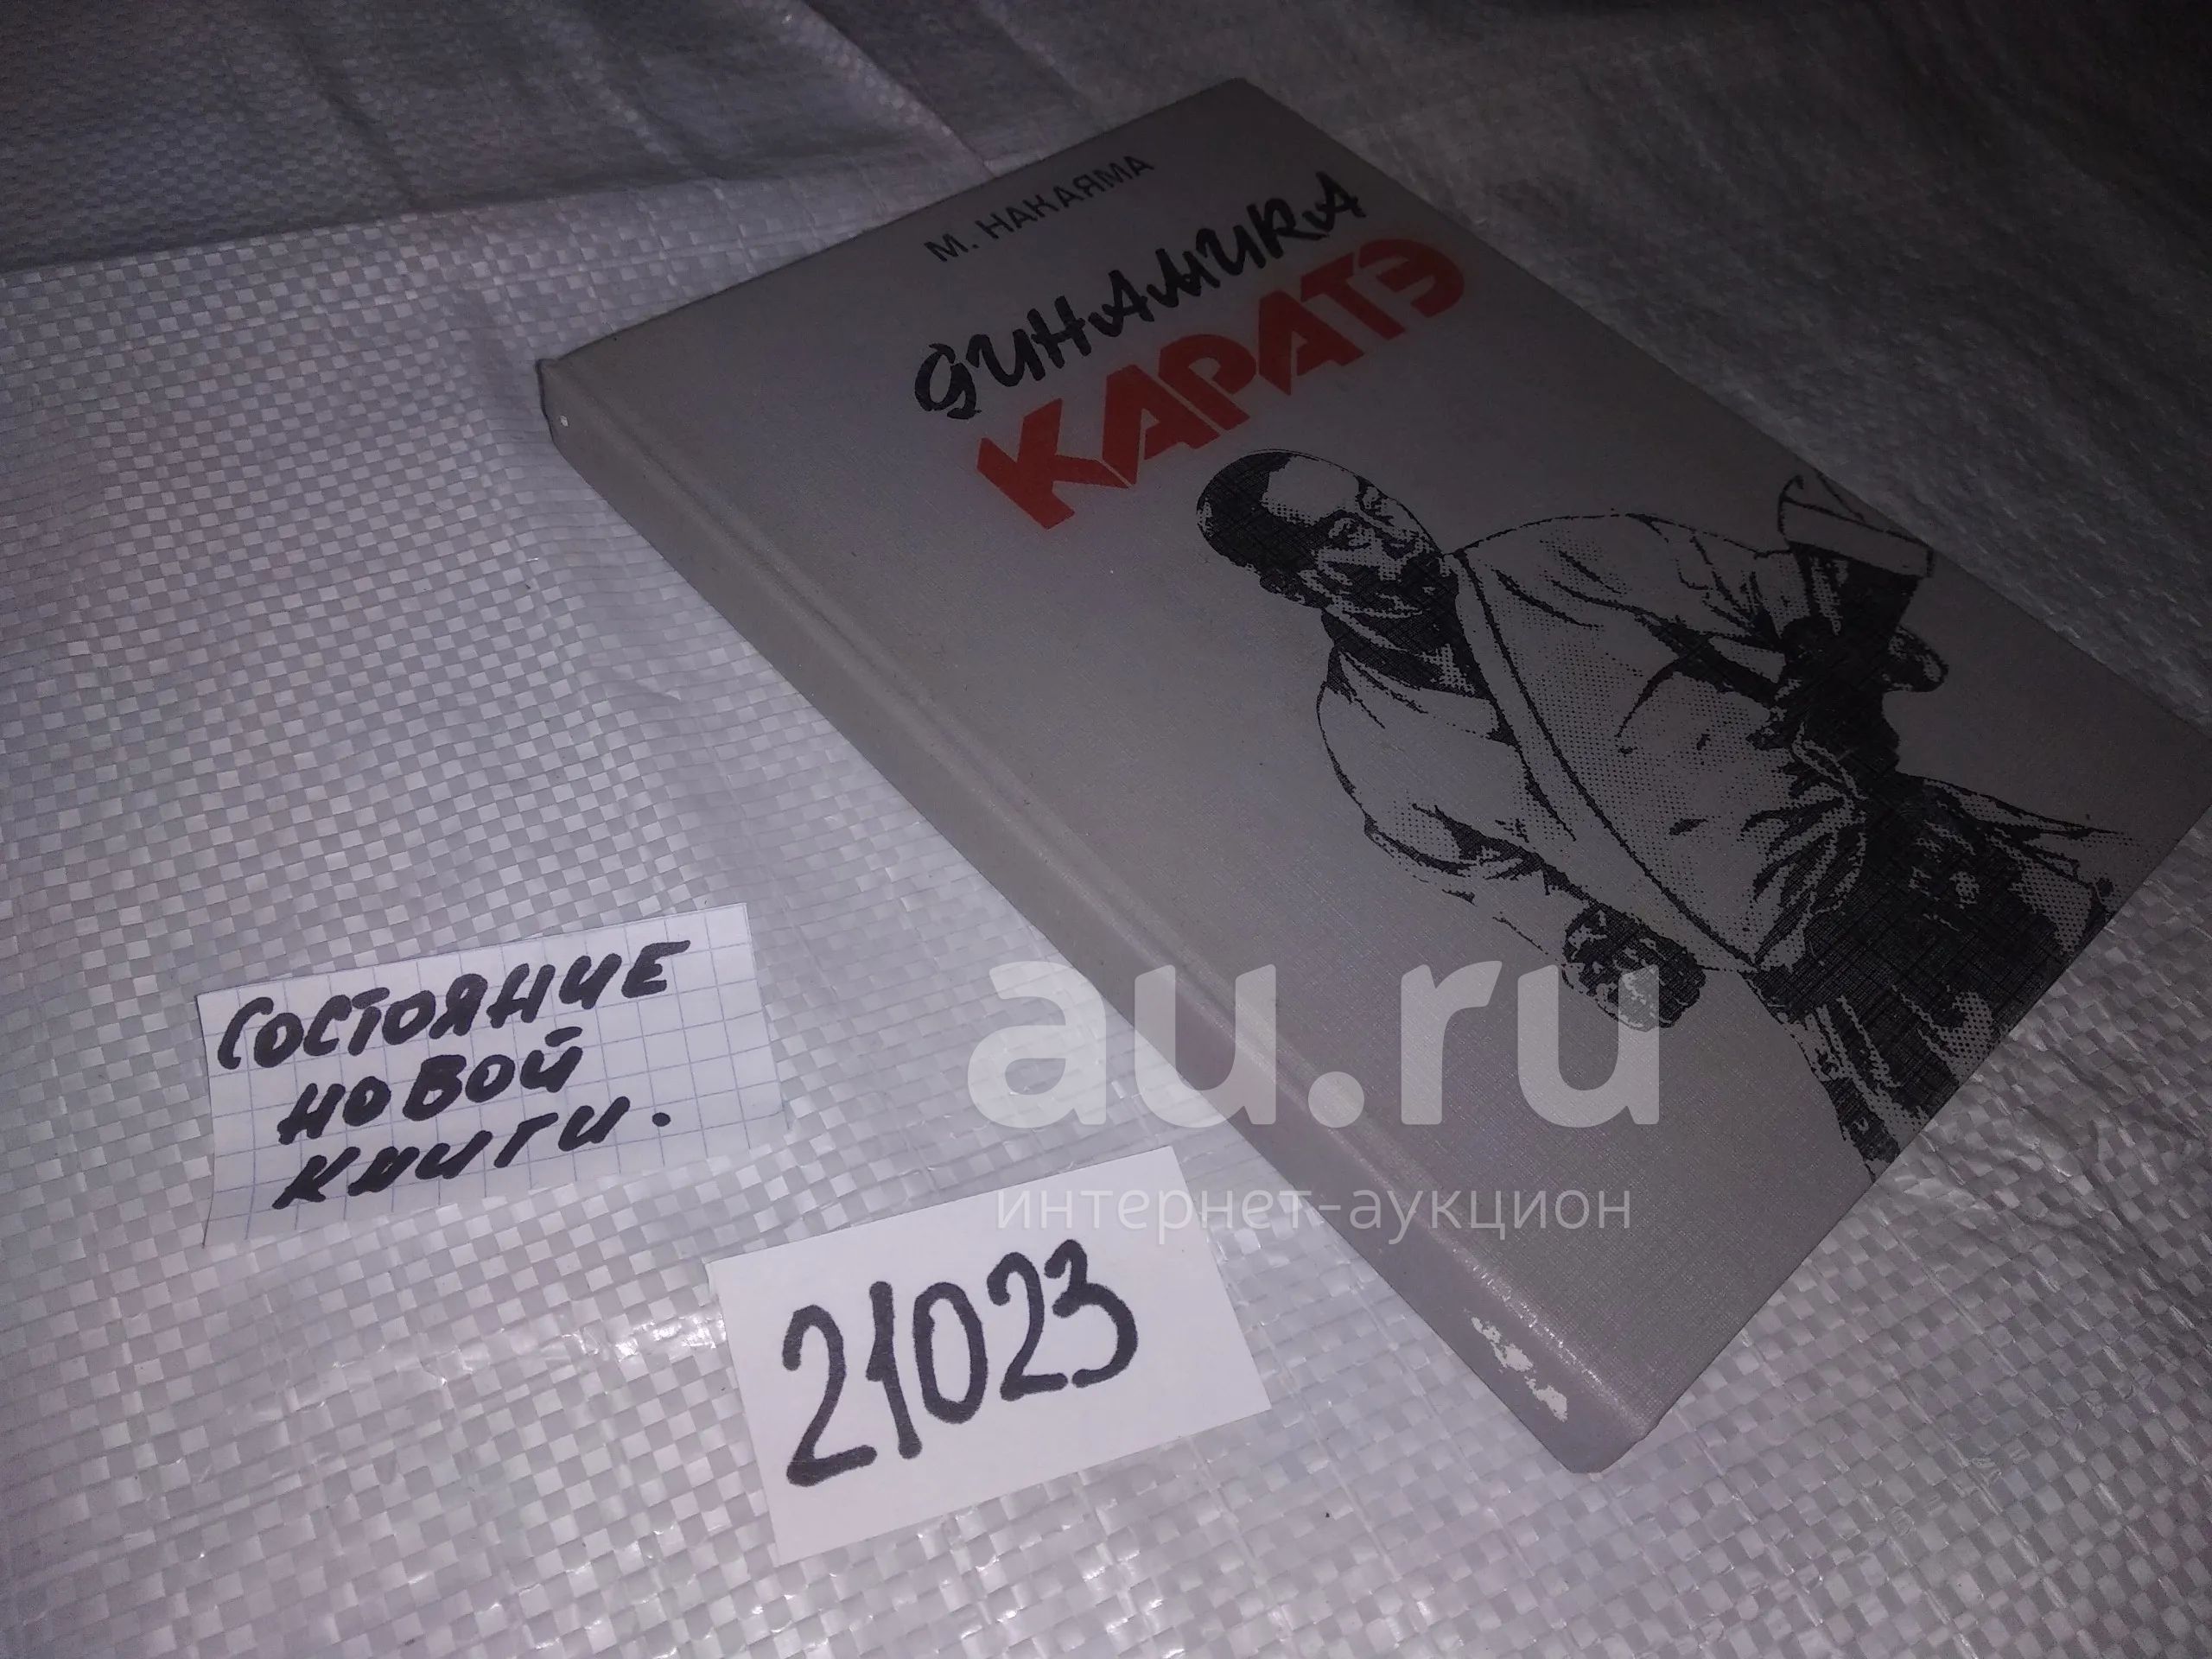 М. НАКАЯМА
ДИНАМИКА
КАРАТЭ
СОСТОЯНИЕ
НОВОЙ
КНИГИ.
au.ru
интернет-аукцион
21023